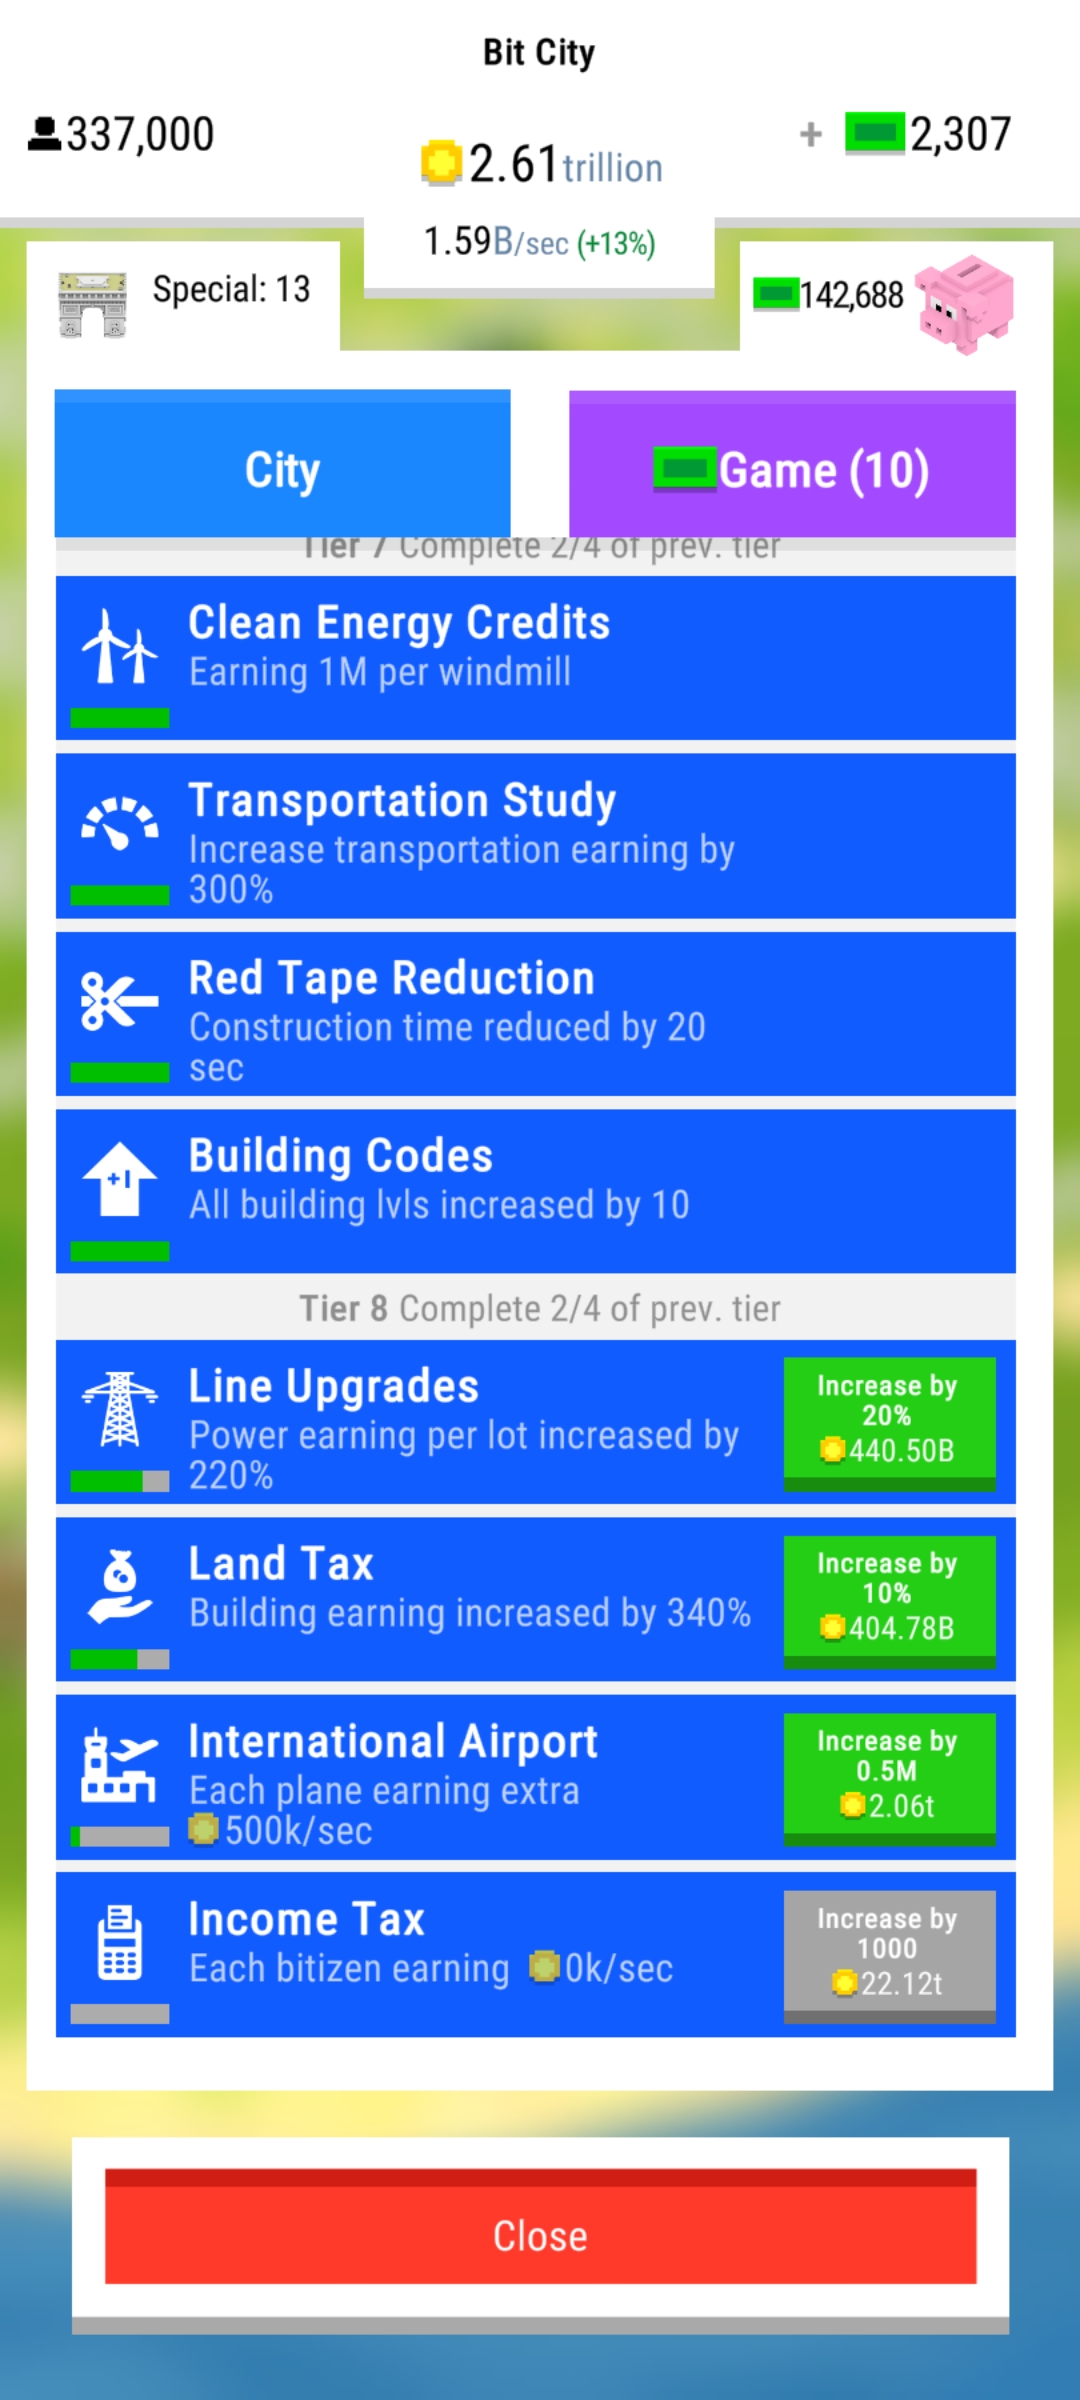 Bit City
337,000
2.61 trillion
+ 2,307
1.59B/sec (+13%)
Special: 13
142,688
City
Game (10)
Tier 7 Complete 2/4 of prev. tier
Clean Energy Credits
Earning 1M per windmill
Transportation Study
Increase transportation earning by
300%
Red Tape Reduction
Construction time reduced by 20
sec
+1
Building Codes
All building lvls increased by 10
Tier 8 Complete 2/4 of prev. tier
Line Upgrades
Power earning per lot increased by
220%
Increase by
20%
440.50B
Land Tax
Building earning increased by 340%
Increase by
10%
404.78B
International Airport
Each plane earning extra
500k/sec
Increase by
0.5M
2.06t
Income Tax
Each bitizen earning 0k/sec
Increase by
1000
22.12t
Close